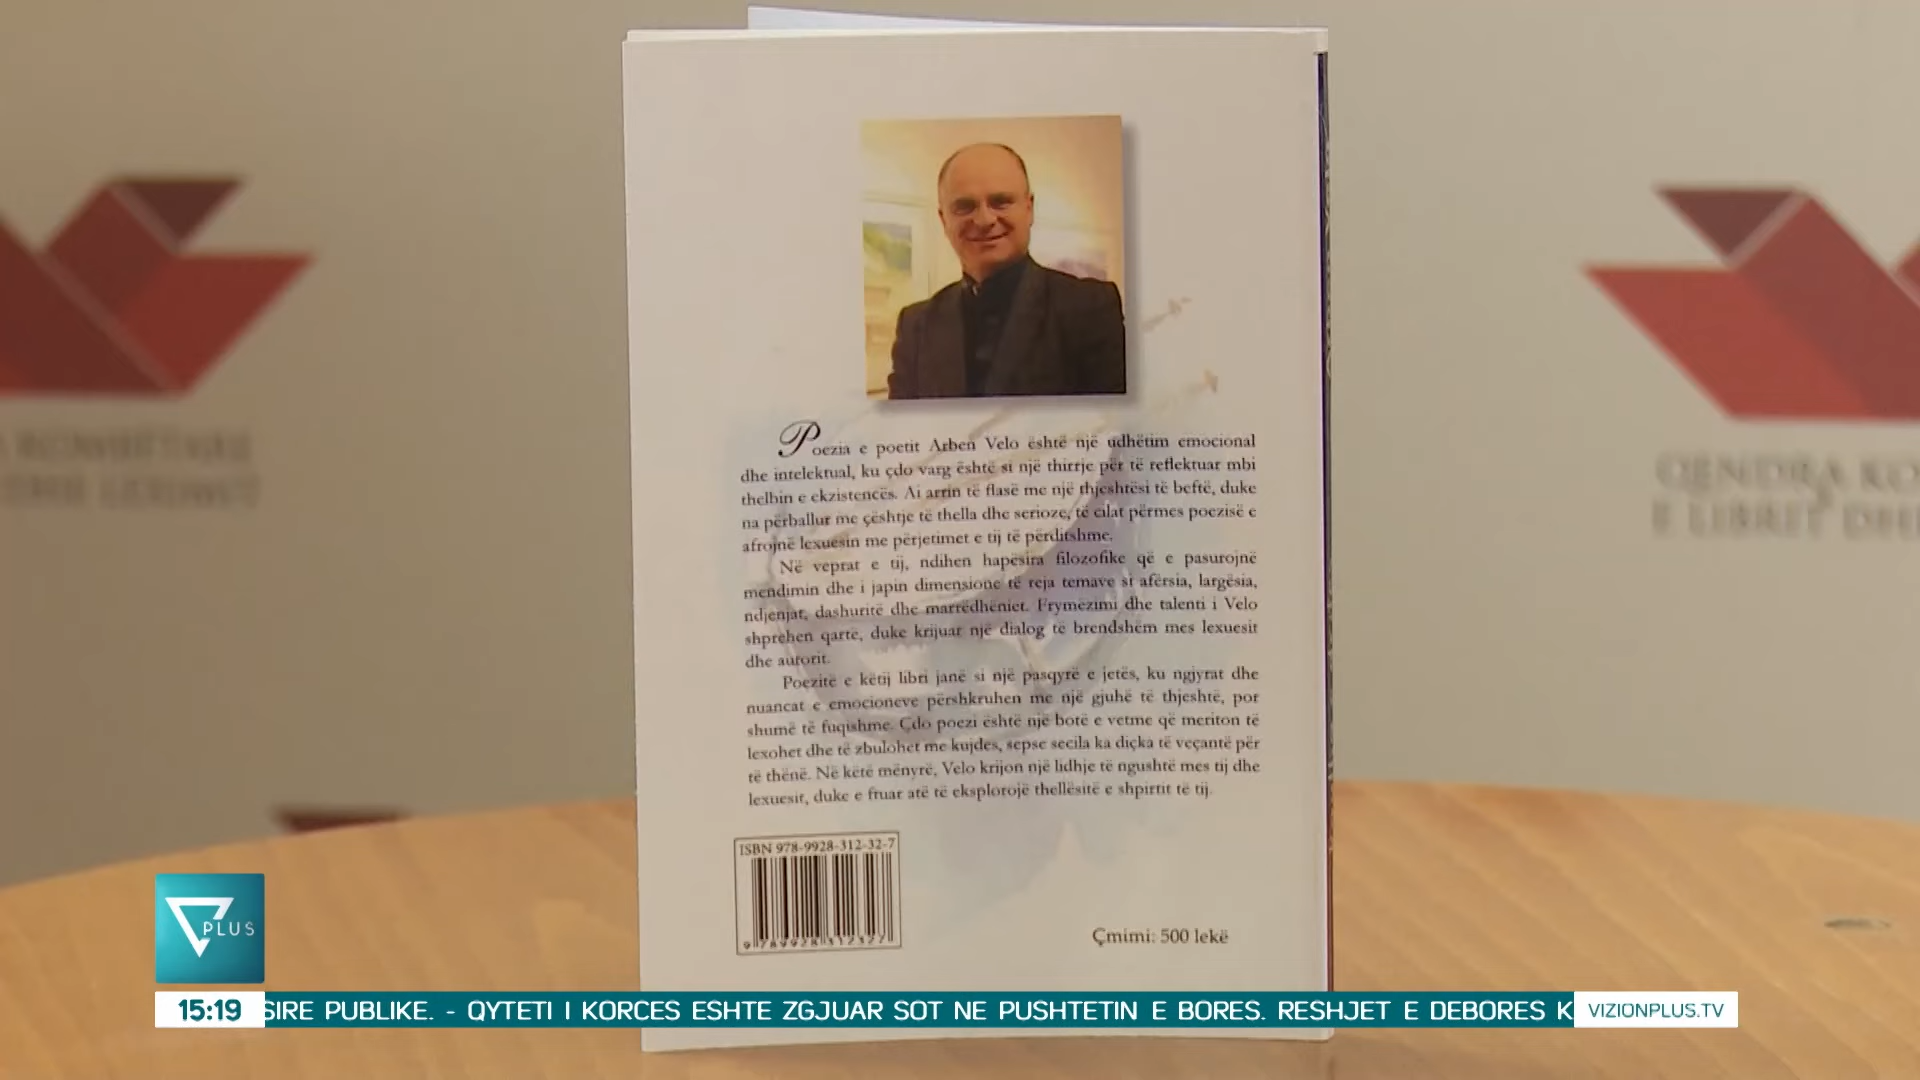 Poezia e poetit Arben Velo është një udhëtim emocional
dhe intelektual, ku çdo varg është si një thirrje për të reflektuar mbi
thelbin e ekzistencës. Ai arrin të flasë me një thjeshtësi të beftë, duke
na përballur me çështje të thella dhe serioze, të cilat përmes poezisë e
afrojnë lexuesin me përjetimet e tij të përditshme.
Në veprat e tij, ndihen hapësira filozofike që e pasurojnë
mendimin dhe i japin dimensione të reja temave si afërsia, largësia,
ndjenjat, dashuritë dhe marrëdhëniet. Frymëzimi dhe talenti i Velo
shprehen qartë, duke krijuar një dialog të brendshëm mes lexuesit
dhe autorit.
Poezitë e këtij libri janë si një pasqyrë e jetës, ku ngjyrat dhe
nuancat e emocioneve përshkruhen me një gjuhë të thjeshtë, por
shumë të fuqishme. Çdo poezi është një botë e vetme që meriton të
lexohet dhe të zbulohet me kujdes, sepse secila ka diçka të veçantë për
të thënë. Në këtë mënyrë, Velo krijon një lidhje të ngushtë mes tij dhe
lexuesit, duke e ftuar atë të eksplorojë thellësitë e shpirtit të tij.
ISBN 978-9928-312-32-7
Çmimi: 500 lekë
A KOMBËTARE
DHE LEXIMIT
QENDRA KO
E LIBRIT DHE
PLUS
15:19 SIRE PUBLIKE. - QYTETI I KORCES ESHTE ZGJUAR SOT NE PUSHTETIN E BORES. RESHJET E DEBORES K VIZIONPLUS.TV